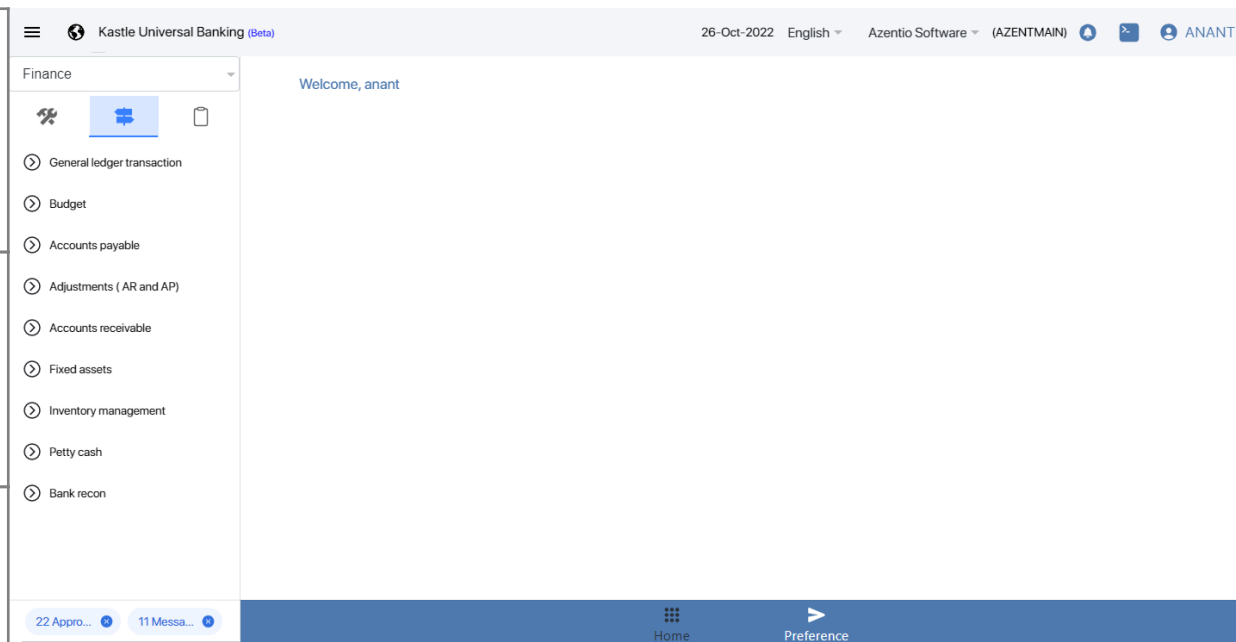 Kastle Universal Banking (Beta)
26-Oct-2022 English Azentio Software (AZENTMAIN) ANANT
Finance
Welcome, anant
General ledger transaction
Budget
Accounts payable
Adjustments ( AR and AP)
Accounts receivable
Fixed assets
Inventory management
Petty cash
Bank recon
22 Appro... 11 Messa...
Home Preference